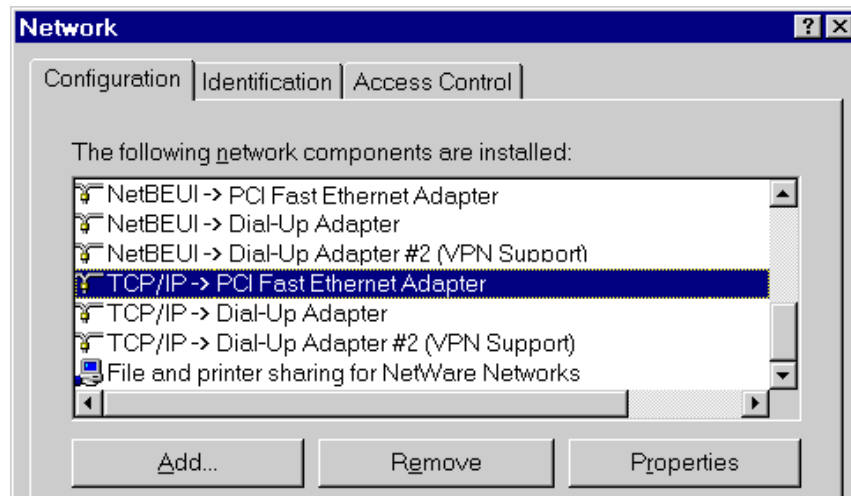 Network
Configuration Identification Access Control
The following network components are installed:
NetBEUI -> PCI Fast Ethernet Adapter
NetBEUI -> Dial-Up Adapter
NetBEUI -> Dial-Up Adapter #2 (VPN Support)
TCP/IP -> PCI Fast Ethernet Adapter
TCP/IP -> Dial-Up Adapter
TCP/IP -> Dial-Up Adapter #2 (VPN Support)
File and printer sharing for NetWare Networks
Add... Remove Properties